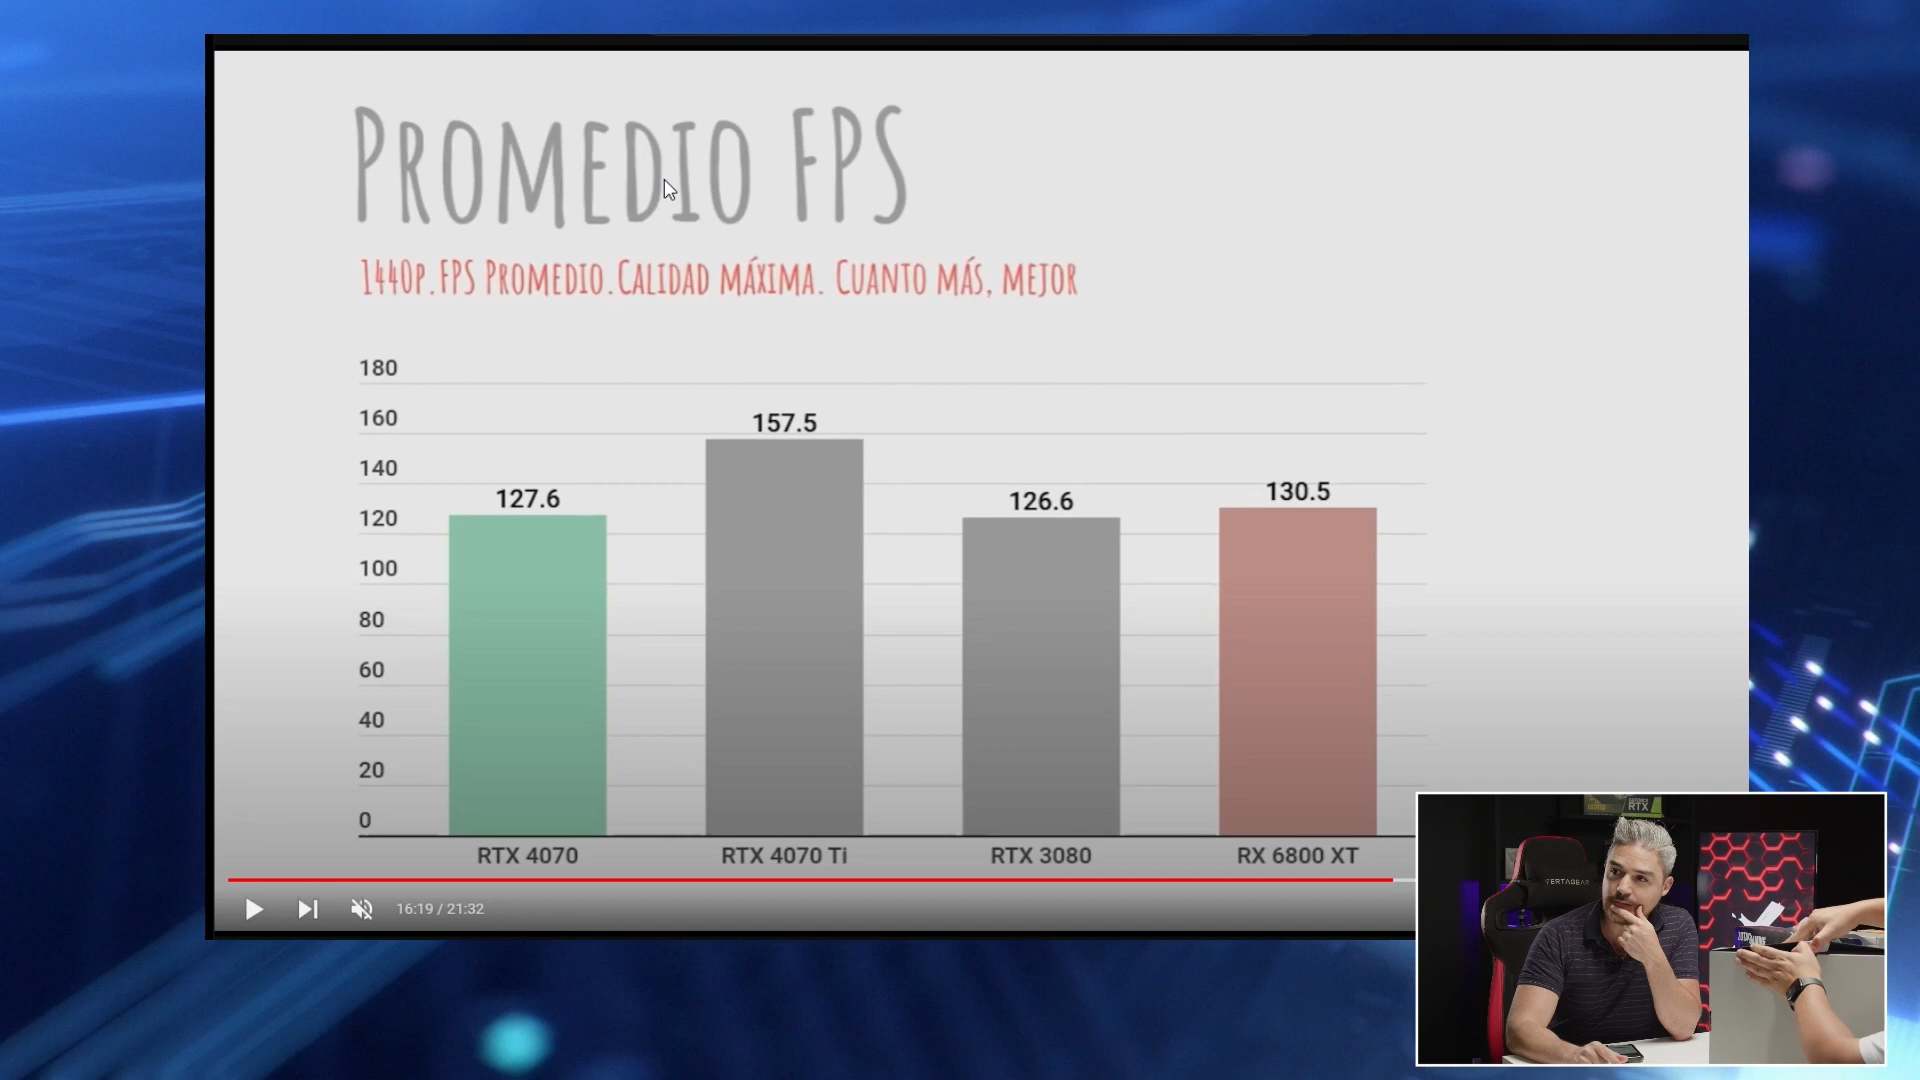 PROMEDIO FPS
1440P.FPS PROMEDIO.CALIDAD MÁXIMA. CUANTO MÁS, MEJOR
180
160
140
120
100
80
60
40
20
0
157.5
127.6
126.6
130.5
RTX 4070
RTX 4070 Ti
RTX 3080
RX 6800 XT
16:19 / 21:32
RTX